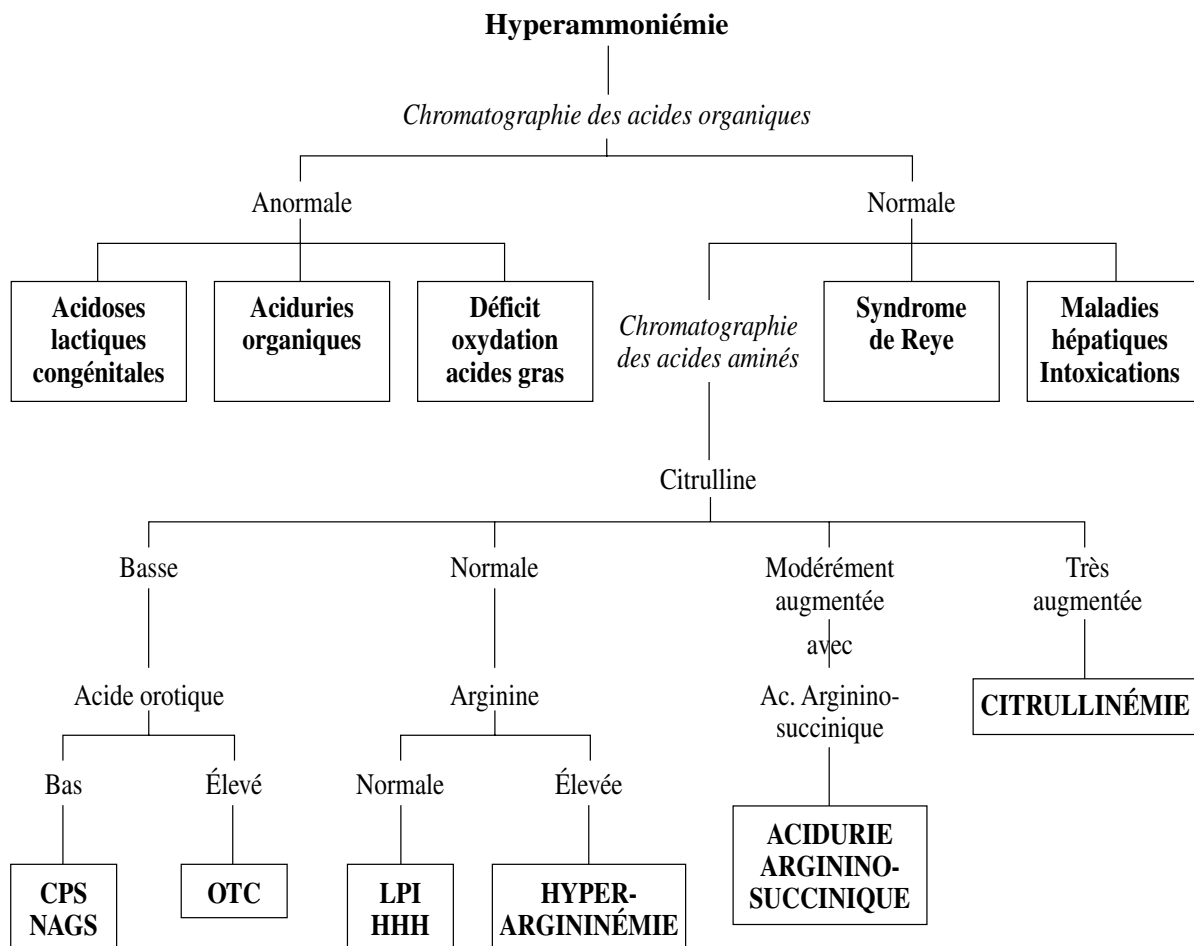 Hyperammoniémie
Chromatographie des acides organiques
Anormale
Normale
Acidoses
lactiques
congénitales
Aciduries
organiques
Déficit
oxydation
acides gras
Chromatographie
des acides aminés
Syndrome
de Reye
Maladies
hépatiques
Intoxications
Citrulline
Basse
Normale
Modérément
augmentée
avec
Très
augmentée
Acide orotique
Arginine
Ac. Arginino-
succinique
CITRULLINÉMIE
Bas
Élevé
Normale
Élevée
CPS
NAGS
OTC
LPI
HHH
HYPER-
ARGININÉMIE
ACIDURIE
ARGININO-
SUCCINIQUE